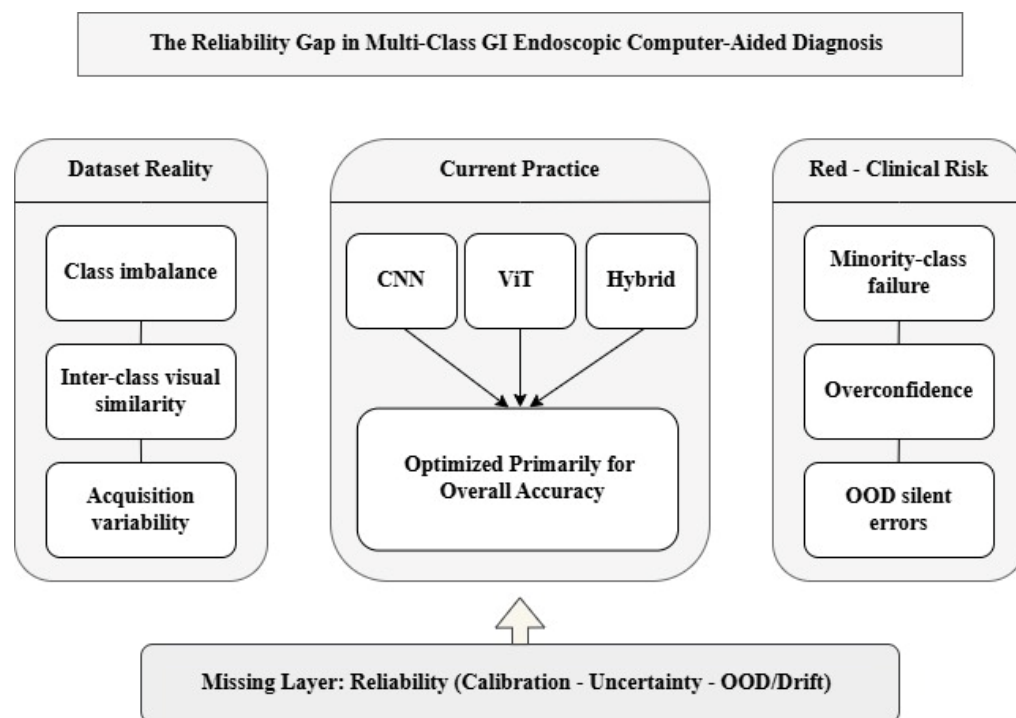 The Reliability Gap in Multi-Class GI Endoscopic Computer-Aided Diagnosis
Dataset Reality
Class imbalance
Inter-class visual
similarity
Acquisition
variability
Current Practice
CNN
ViT
Hybrid
Optimized Primarily for
Overall Accuracy
Red - Clinical Risk
Minority-class
failure
Overconfidence
OOD silent
errors
Missing Layer: Reliability (Calibration - Uncertainty - OOD/Drift)